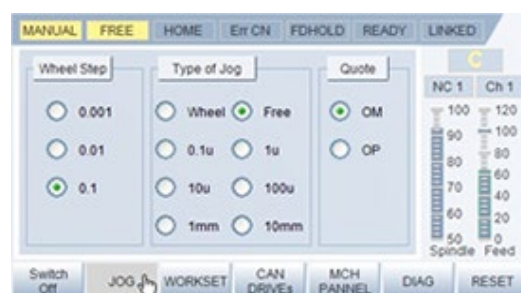 MANUAL FREE HOME Err CN FDHOLD READY LINKED
C
Wheel Step Type of Jog Quote
NC 1 Ch 1
0.001 Wheel Free OM
0.01 0.1u 1u OP
0.1 10u 100u
1mm 10mm
100 120
90 100
80 80
70 60
60 40
50 20
0
Spindle Feed
Switch Off JOG WORKSET CAN DRIVEs MCH PANNEL DIAG RESET